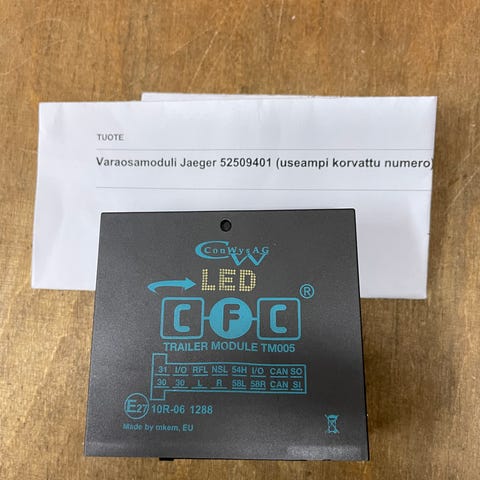 TUOTE
Varaosamoduli Jaeger 52509401 (useampi korvattu numero)
ConWys AG
CW
LED
CFC ®
TRAILER MODULE TM005
31 I/O RFL NSL 54H I/O CAN SO
30 30 L R 58L 58R CAN SI
E27 10R-06 1288
Made by mkem, EU